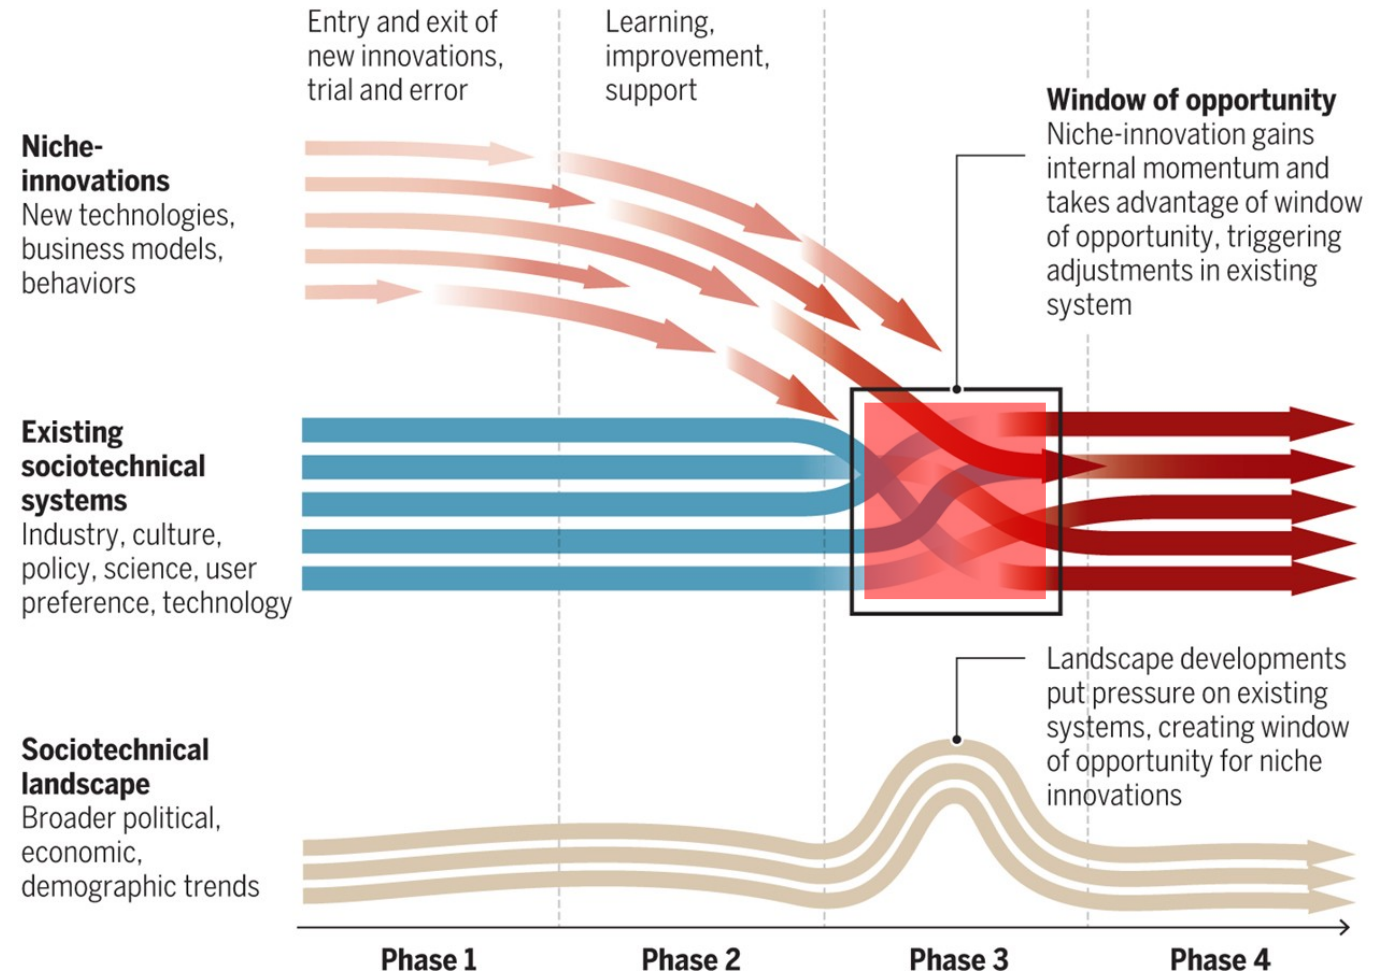 Entry and exit of
new innovations,
trial and error
Learning,
improvement,
support
Window of opportunity
Niche-innovation gains
internal momentum and
takes advantage of window
of opportunity, triggering
adjustments in existing
system
Niche-
innovations
New technologies,
business models,
behaviors
Existing
sociotechnical
systems
Industry, culture,
policy, science, user
preference, technology
Landscape developments
put pressure on existing
systems, creating window
of opportunity for niche
innovations
Sociotechnical
landscape
Broader political,
economic,
demographic trends
Phase 1
Phase 2
Phase 3
Phase 4